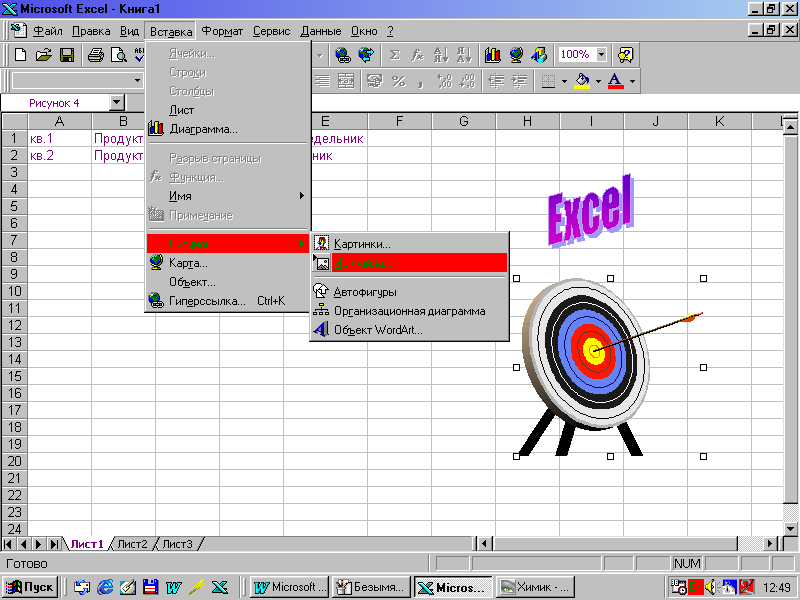 Microsoft Excel - Книга1
Файл Правка Вид Вставка Формат Сервис Данные Окно ?
100%
Рисунок 4
A B E F G H I J K
1 кв.1 Продукт едельник
2 кв.2 Продукт ник
3
4
5
6
7
8
9
10
11
12
13
14
15
16
17
18
19
20
21
22
23
24
Ячейки...
Строки
Столбцы
Лист
Диаграмма...
Разрыв страницы
Функция...
Имя
Примечание
Рисунок
Карта...
Объект...
Гиперссылка... Ctrl+K
Картинки...
Из файла...
Автофигуры
Организационная диаграмма
Объект WordArt...
Excel
Лист1 Лист2 Лист3
Готово
NUM
Пуск
Microsoft ...
Безымя...
Micros...
Химик - ...
12:49